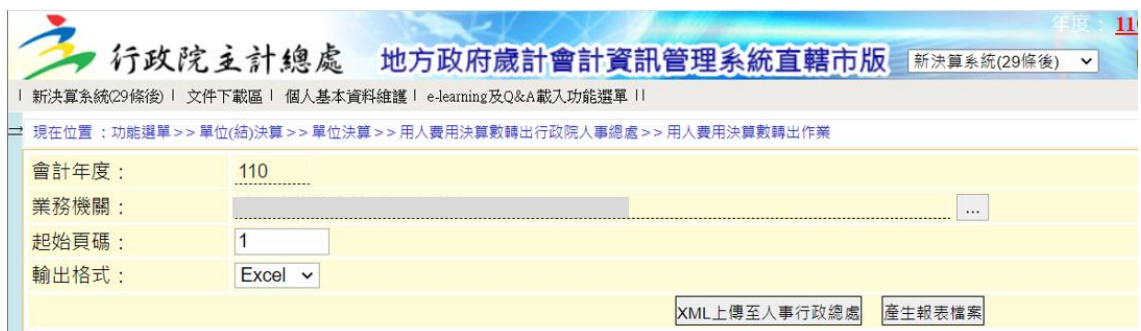 年度： 11
行政院主計總處 地方政府歲計會計資訊管理系統直轄市版 新決算系統(29條後)
| 新決算系統(29條後) | 文件下載區 | 個人基本資料維護 | e-learning及Q&A載入功能選單 ||
現在位置 ：功能選單>>單位(結)決算>>單位決算>>用人費用決算數轉出行政院人事總處>>用人費用決算數轉出作業
會計年度： 110
業務機關： ...
起始頁碼： 1
輸出格式： Excel
XML上傳至人事行政總處 產生報表檔案